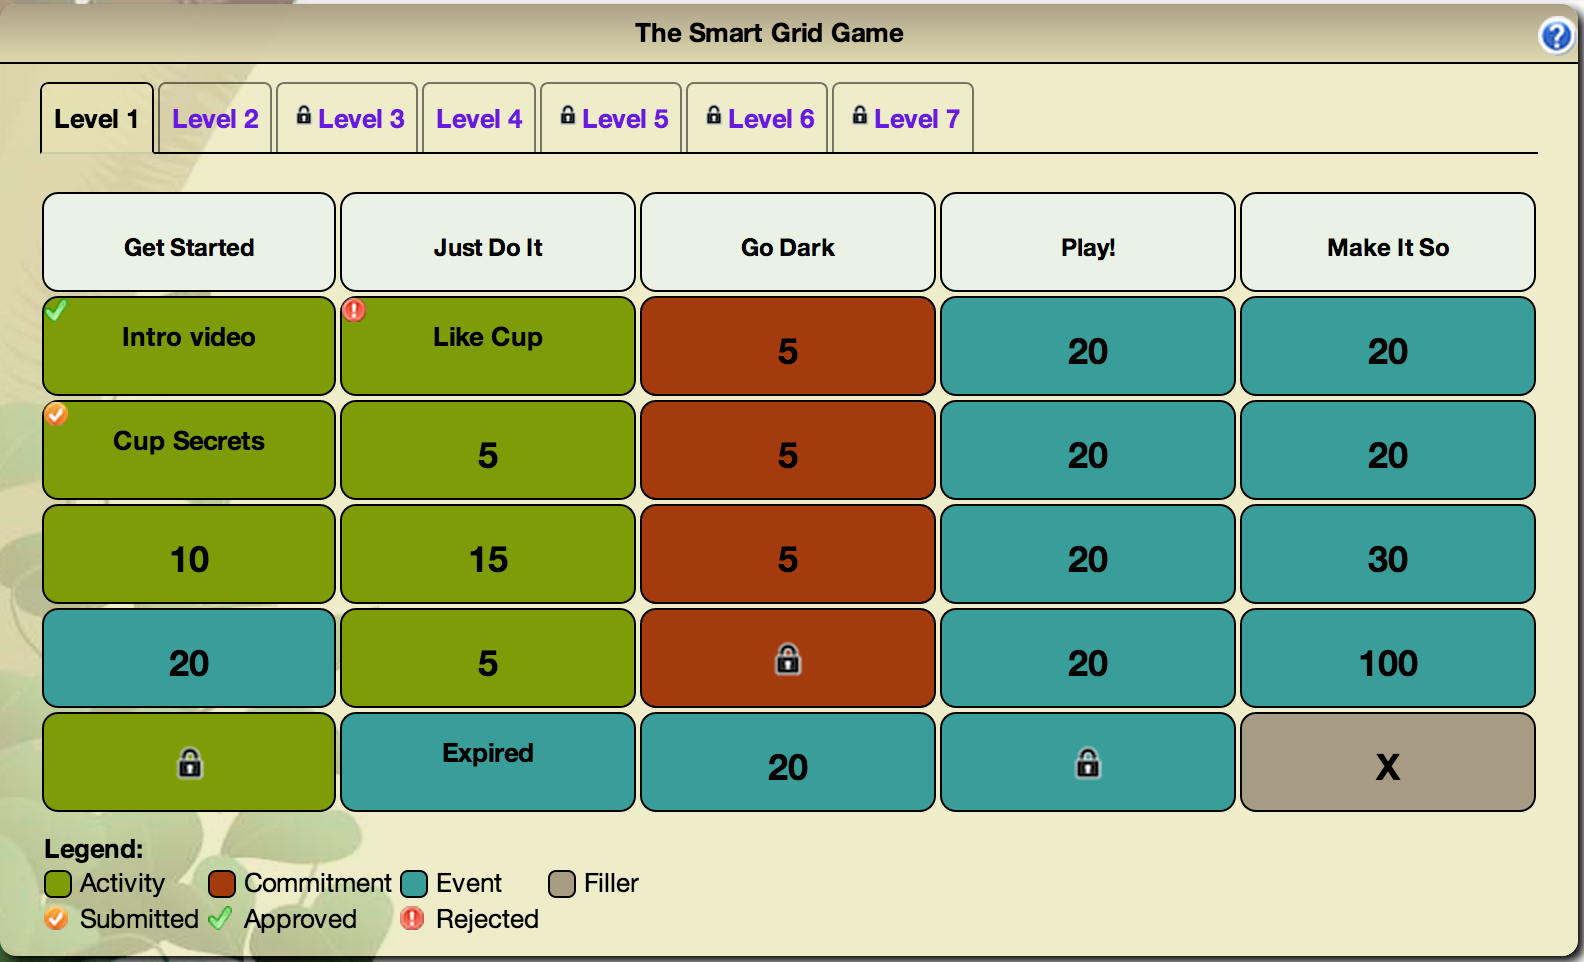 The Smart Grid Game
?
Level 1 Level 2 Level 3 Level 4 Level 5 Level 6 Level 7
Get Started Just Do It Go Dark Play! Make It So
Intro video Like Cup 5 20 20
Cup Secrets 5 5 20 20
10 15 5 20 30
20 5 20 100
Expired 20 X
Legend:
Activity Commitment Event Filler
Submitted Approved Rejected